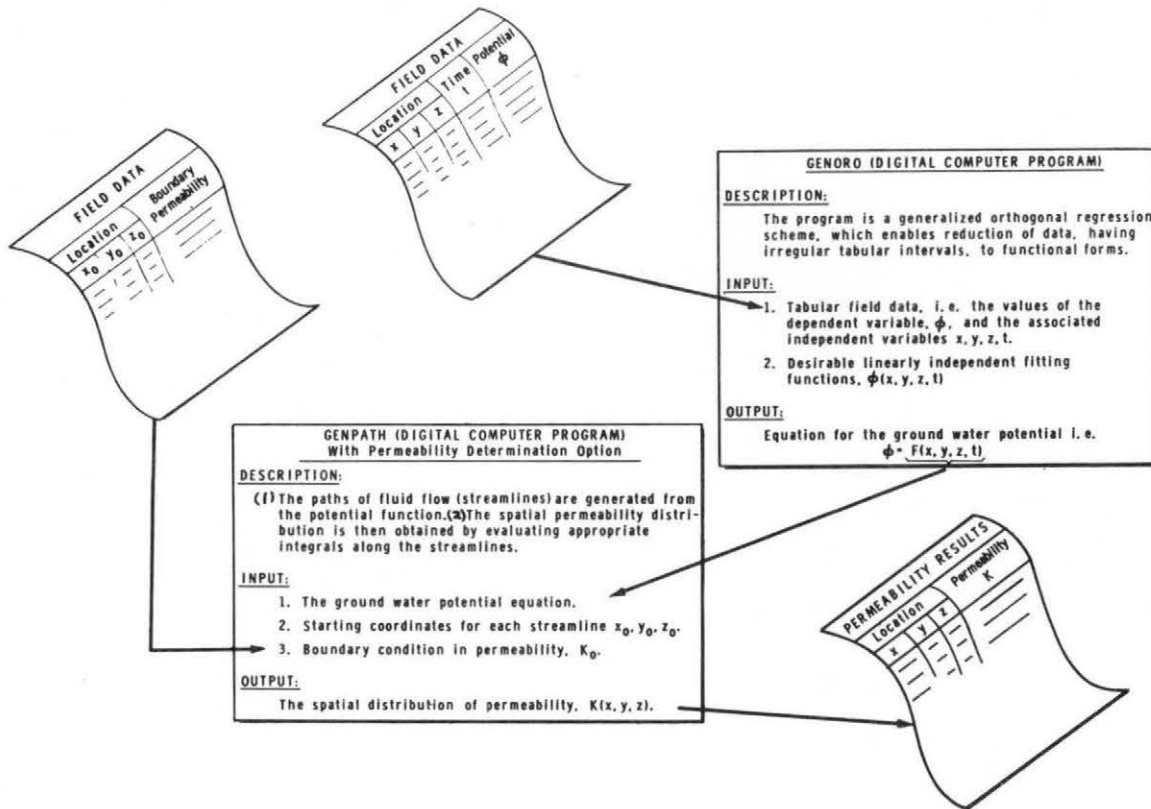 FIELD DATA
Location
Boundary
Permeability
x₀ y₀ z₀
FIELD DATA
Location
Time
t
Potential
ϕ
x y z
GENORO (DIGITAL COMPUTER PROGRAM)
DESCRIPTION:
The program is a generalized orthogonal regression
scheme, which enables reduction of data, having
irregular tabular intervals, to functional forms.
INPUT:
1. Tabular field data, i.e. the values of the
dependent variable, ϕ, and the associated
independent variables x, y, z, t.
2. Desirable linearly independent fitting
functions, ϕ(x, y, z, t)
OUTPUT:
Equation for the ground water potential i.e.
ϕ = F(x, y, z, t)
GENPATH (DIGITAL COMPUTER PROGRAM)
With Permeability Determination Option
DESCRIPTION:
(1) The paths of fluid flow (streamlines) are generated from
the potential function. (2) The spatial permeability distri-
bution is then obtained by evaluating appropriate
integrals along the streamlines.
INPUT:
1. The ground water potential equation.
2. Starting coordinates for each streamline x₀, y₀, z₀.
3. Boundary condition in permeability, K₀.
OUTPUT:
The spatial distribution of permeability, K(x, y, z).
PERMEABILITY RESULTS
Location
Permeability
K
x y z